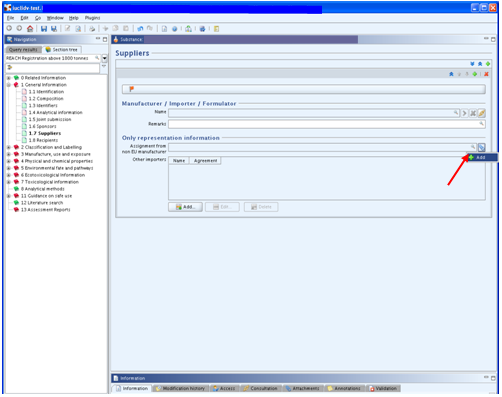 iuclidv-test.i
File Edit Go Window Help Plugins
Navigation
Substance
Query results Section tree
REACH Registration above 1000 tonnes
0 Related Information
1 General Information
1.1 Identification
1.2 Composition
1.3 Identifiers
1.4 Analytical information
1.5 Joint submission
1.6 Sponsors
1.7 Suppliers
1.8 Recipients
2 Classification and Labelling
3 Manufacture, use and exposure
4 Physical and chemical properties
5 Environmental fate and pathways
6 Ecotoxicological Information
7 Toxicological information
8 Analytical methods
11 Guidance on safe use
12 Literature search
13 Assessment Reports
Suppliers
Manufacturer / Importer / Formulator
Name
Remarks
Only representation information
Assignment from
non EU manufacturer
Add
Other importers
Name Agreement
Add... Edit... Delete
Information
Information Modification history Access Consultation Attachments Annotations Validation